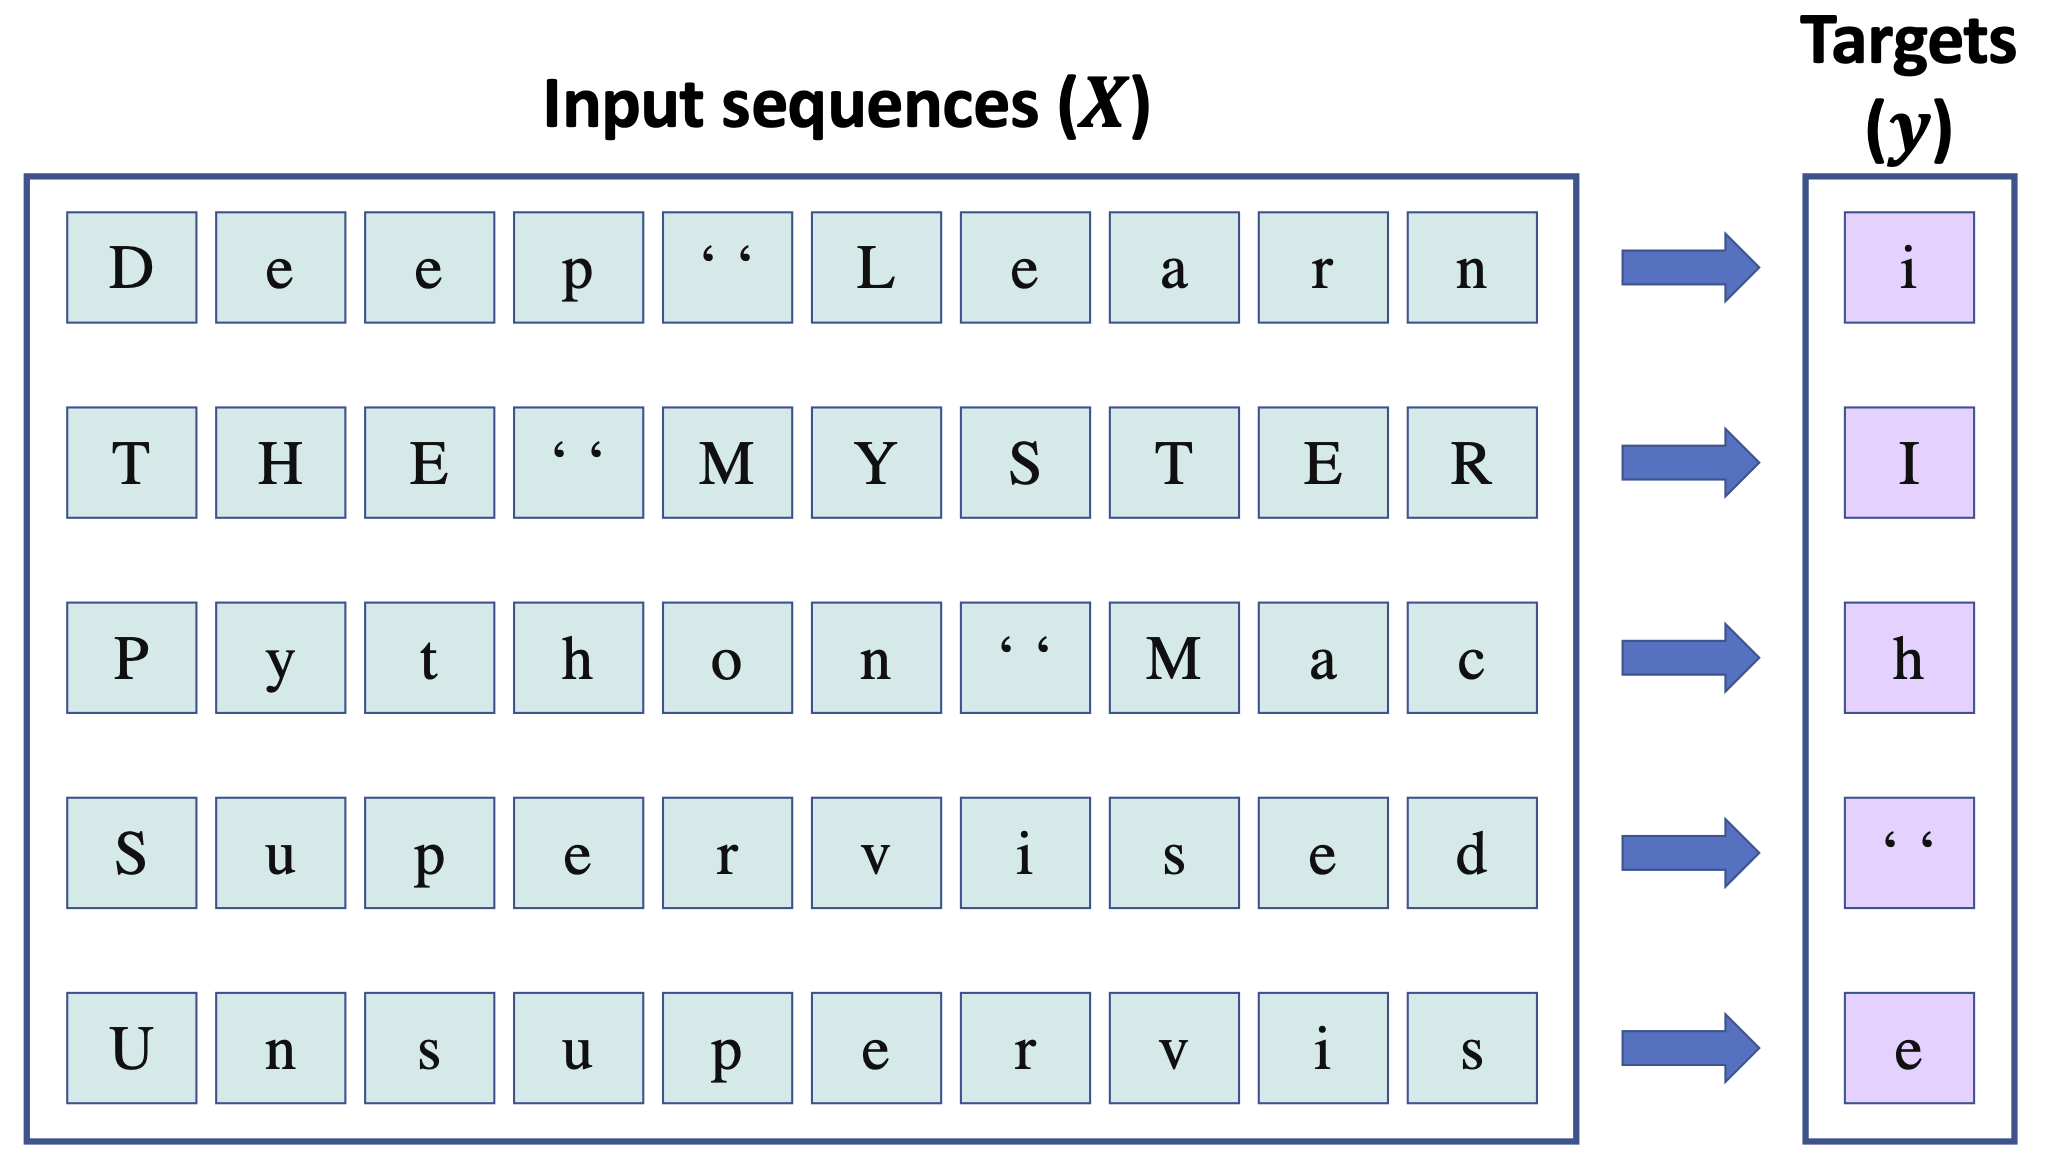 Input sequences (X)
Targets
(y)
D e e p ‘ ‘ L e a r n i
T H E ‘ ‘ M Y S T E R I
P y t h o n ‘ ‘ M a c h
S u p e r v i s e d ‘ ‘
U n s u p e r v i s e